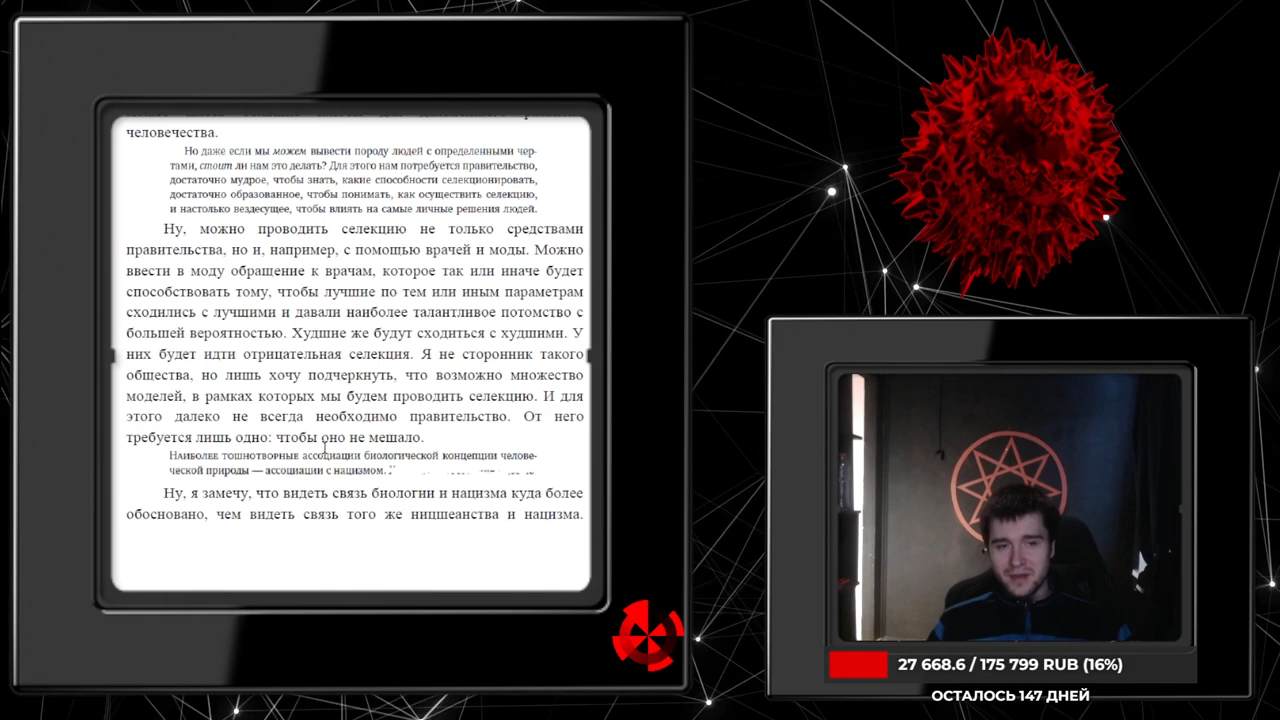 человечества.
Но даже если мы можем вывести породу людей с определенными чер-
тами, стоит ли нам это делать? Для этого нам потребуется правительство,
достаточно мудрое, чтобы знать, какие способности селекционировать,
достаточно образованное, чтобы понимать, как осуществить селекцию,
и настолько вездесущее, чтобы влиять на самые личные решения людей.
Ну, можно проводить селекцию не только средствами
правительства, но и, например, с помощью врачей и моды. Можно
ввести в моду обращение к врачам, которое так или иначе будет
способствовать тому, чтобы лучшие по тем или иным параметрам
сходились с лучшими и давали наиболее талантливое потомство с
большей вероятностью. Худшие же будут сходиться с худшими. У
них будет идти отрицательная селекция. Я не сторонник такого
общества, но лишь хочу подчеркнуть, что возможно множество
моделей, в рамках которых мы будем проводить селекцию. И для
этого далеко не всегда необходимо правительство. От него
требуется лишь одно: чтобы оно не мешало.
Наиболее тошнотворные ассоциации биологической концепции челове-
ческой природы — ассоциации с нацизмом.
Ну, я замечу, что видеть связь биологии и нацизма куда более
обосновано, чем видеть связь того же ницшеанства и нацизма.
27 668.6 / 175 799 RUB (16%)
ОСТАЛОСЬ 147 ДНЕЙ